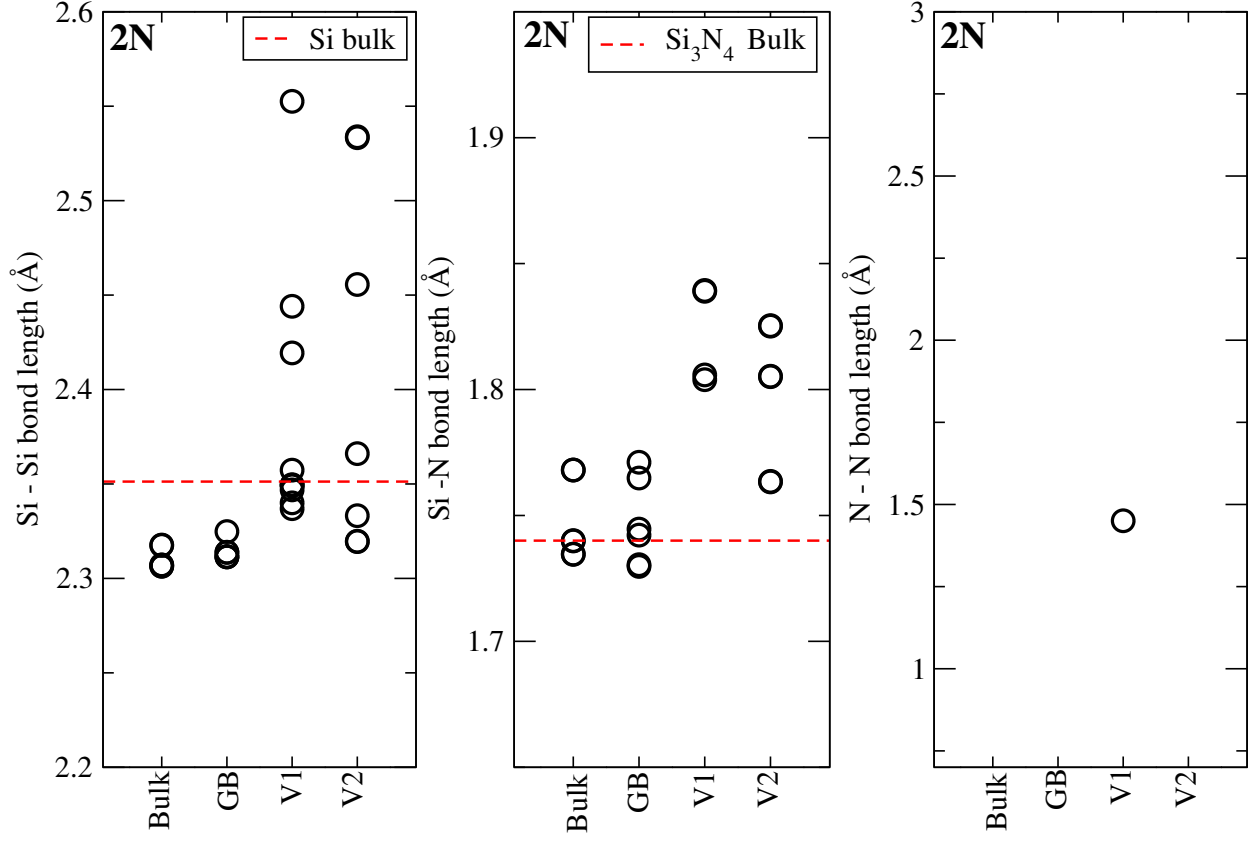 2N
Si bulk
2.6
2.5
2.4
2.3
2.2
Si - Si bond length (Å)
Bulk
GB
V1
V2
2N
Si₃N₄ Bulk
1.9
1.8
1.7
Si -N bond length (Å)
Bulk
GB
V1
V2
2N
3
2.5
2
1.5
1
N - N bond length (Å)
Bulk
GB
V1
V2